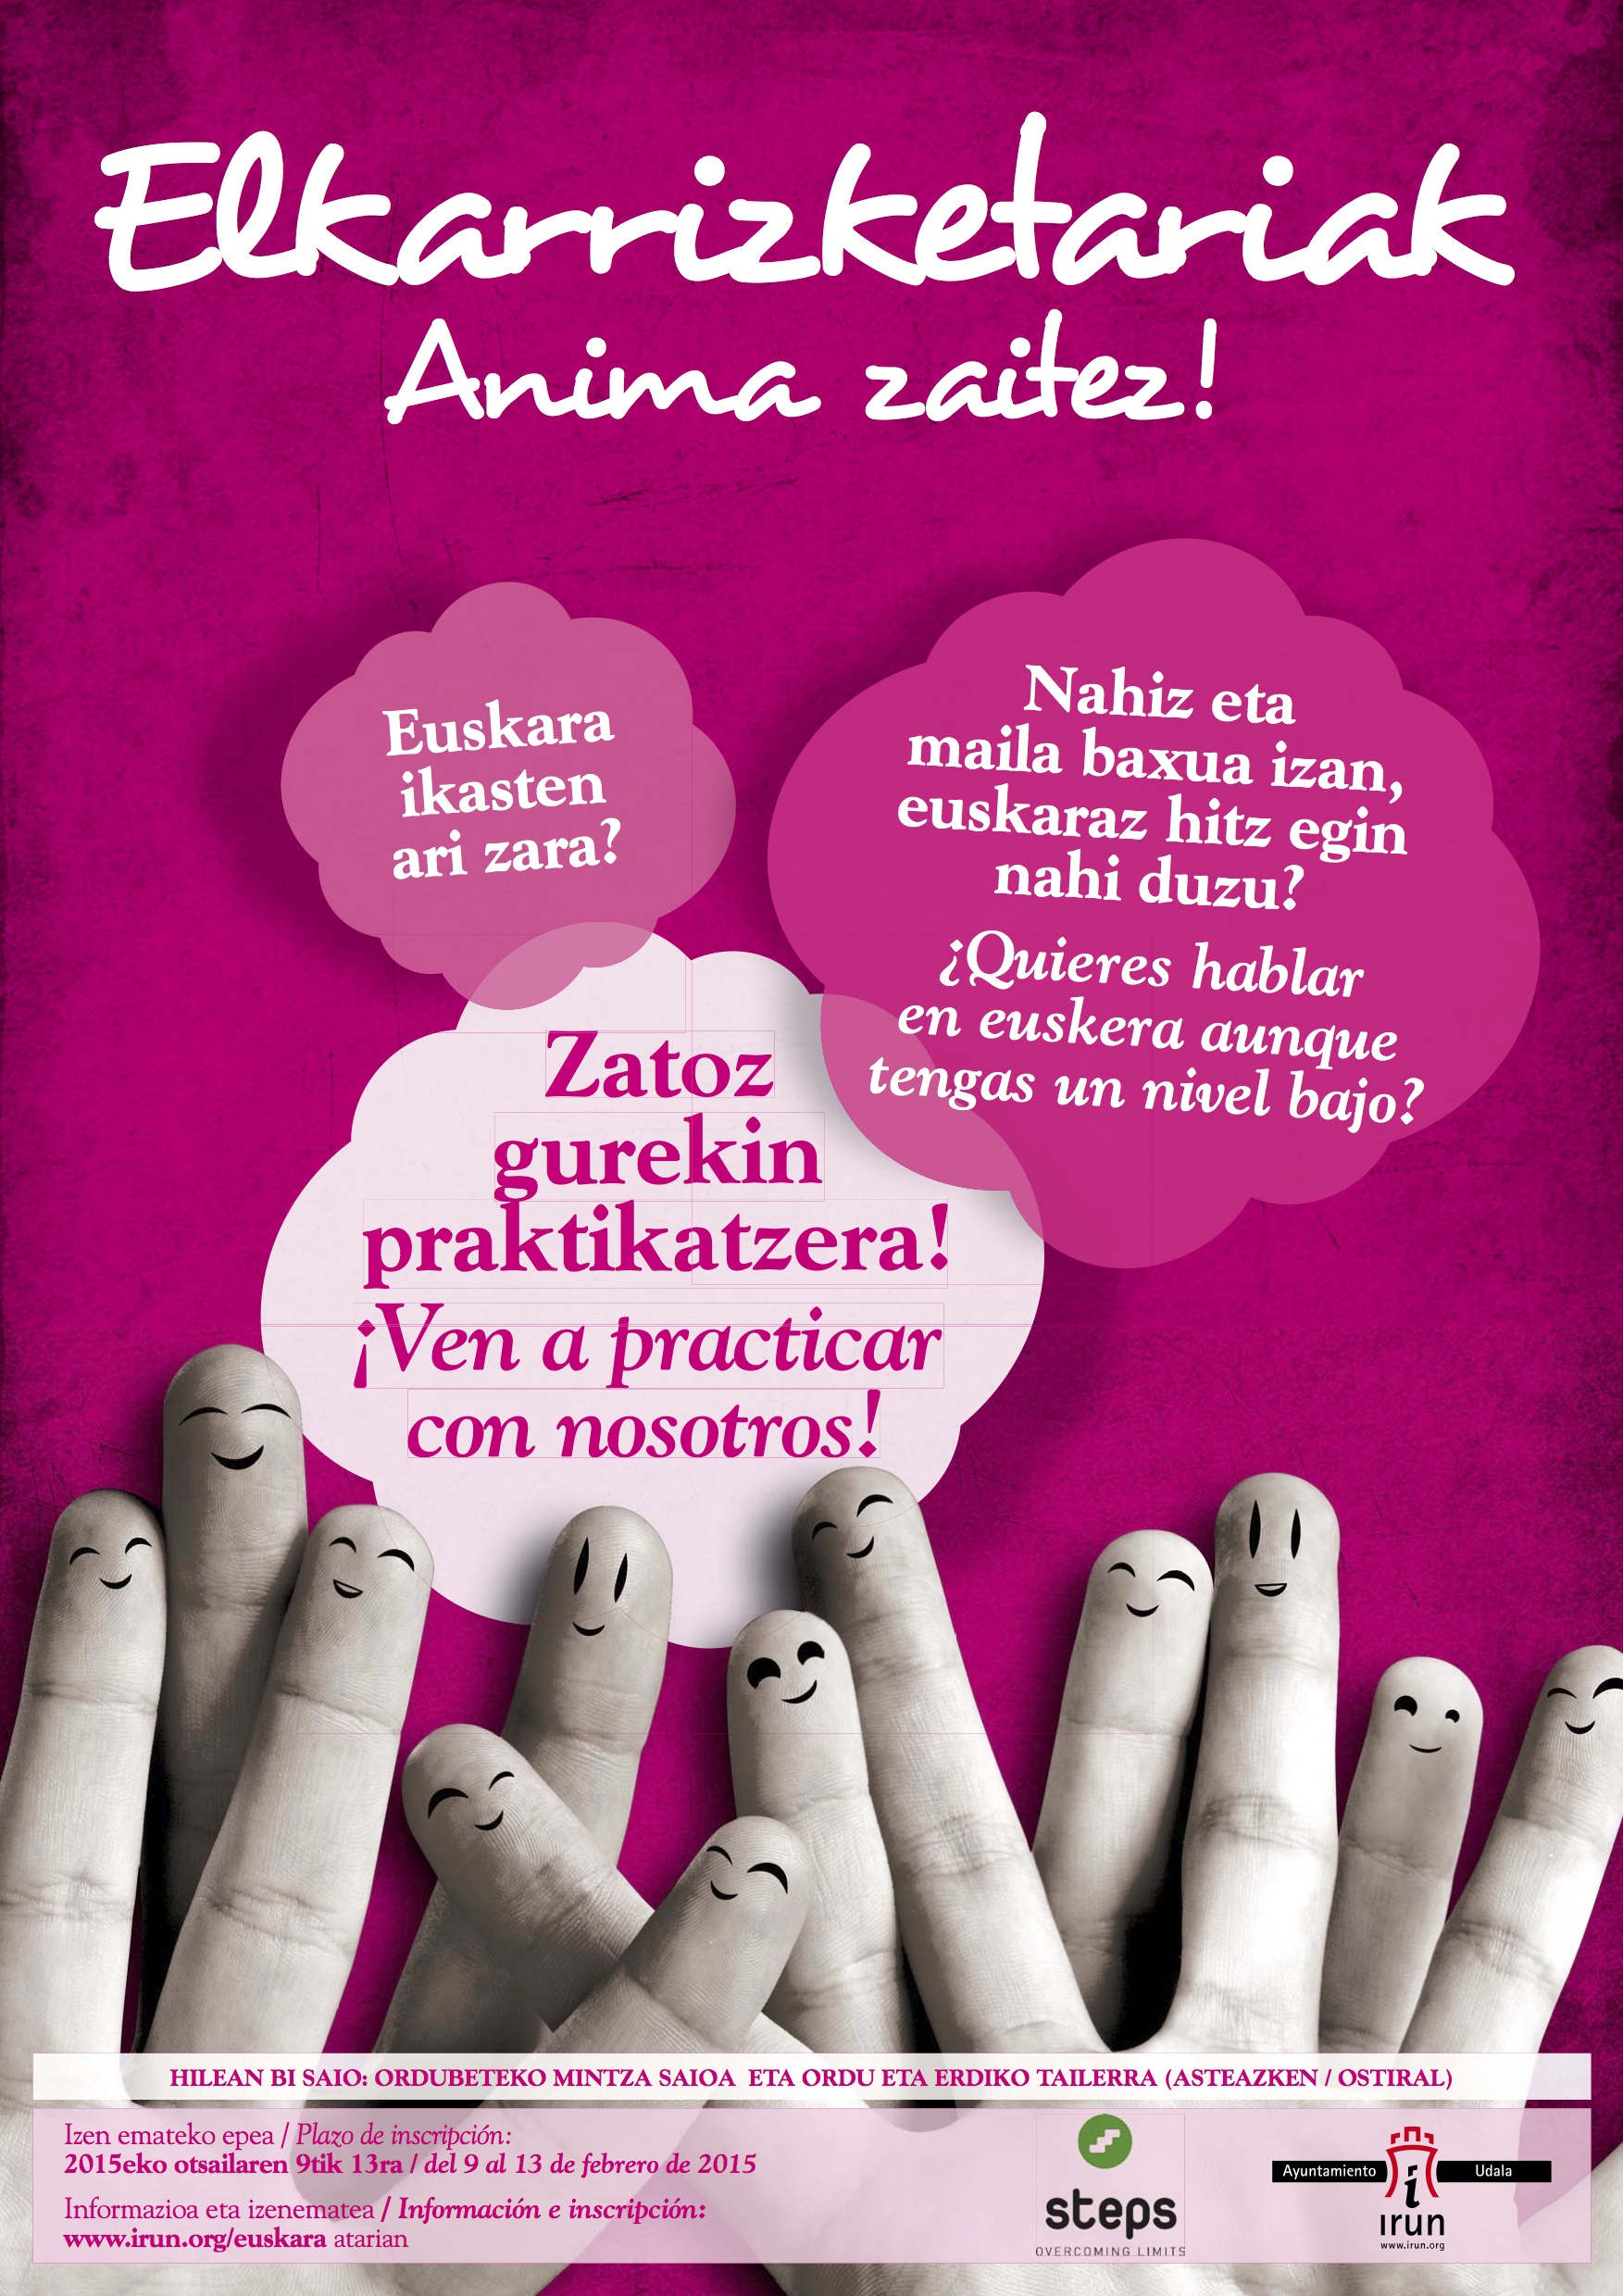 Elkarrizketariak
Anima zaitez!
Euskara
ikasten
ari zara?
Nahiz eta
maila baxua izan,
euskaraz hitz egin
nahi duzu?
¿Quieres hablar
en euskera aunque
tengas un nivel bajo?
Zatoz
gurekin
praktikatzera!
¡Ven a practicar
con nosotros!
HILEAN BI SAIO: ORDUBETEKO MINTZA SAIOA ETA ORDU ETA ERDIKO TAILERRA (ASTEAZKEN / OSTIRAL)
Izen emateko epea / Plazo de inscripción:
2015eko otsailaren 9tik 13ra / del 9 al 13 de febrero de 2015
Informazioa eta izenematea / Información e inscripción:
www.irun.org/euskara atarian
steps
OVERCOMING LIMITS
Ayuntamiento Udala
irun
www.irun.org